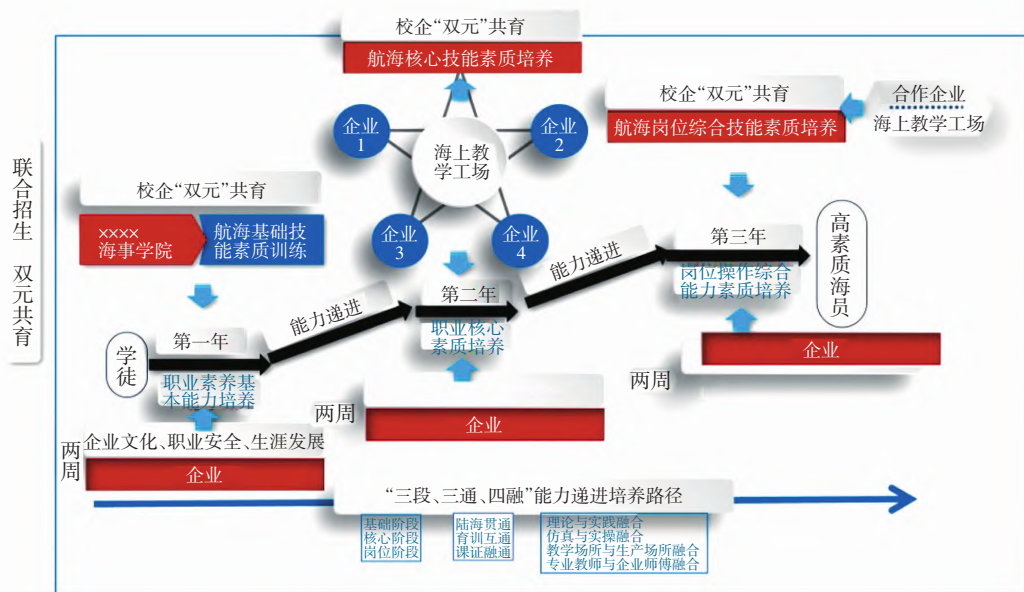 校企“双元”共育
航海核心技能素质培养
校企“双元”共育
航海岗位综合技能素质培养
合作企业
海上教学工场
企业
1
企业
2
海上教
学工场
企业
3
企业
4
联合招生 双元共育
校企“双元”共育
××××
海事学院
航海基础技
能素质训练
学徒
第一年
职业素养基
本能力培养
能力递进
第二年
职业核心
素质培养
能力递进
第三年
岗位操作综合
能力素质培养
高素质海员
两周
企业文化、职业安全、生涯发展
企业
两周
企业
两周
企业
“三段、三通、四融”能力递进培养路径
基础阶段
核心阶段
岗位阶段
陆海贯通
育训互通
课证融通
理论与实践融合
仿真与实操融合
教学场所与生产场所融合
专业教师与企业师傅融合